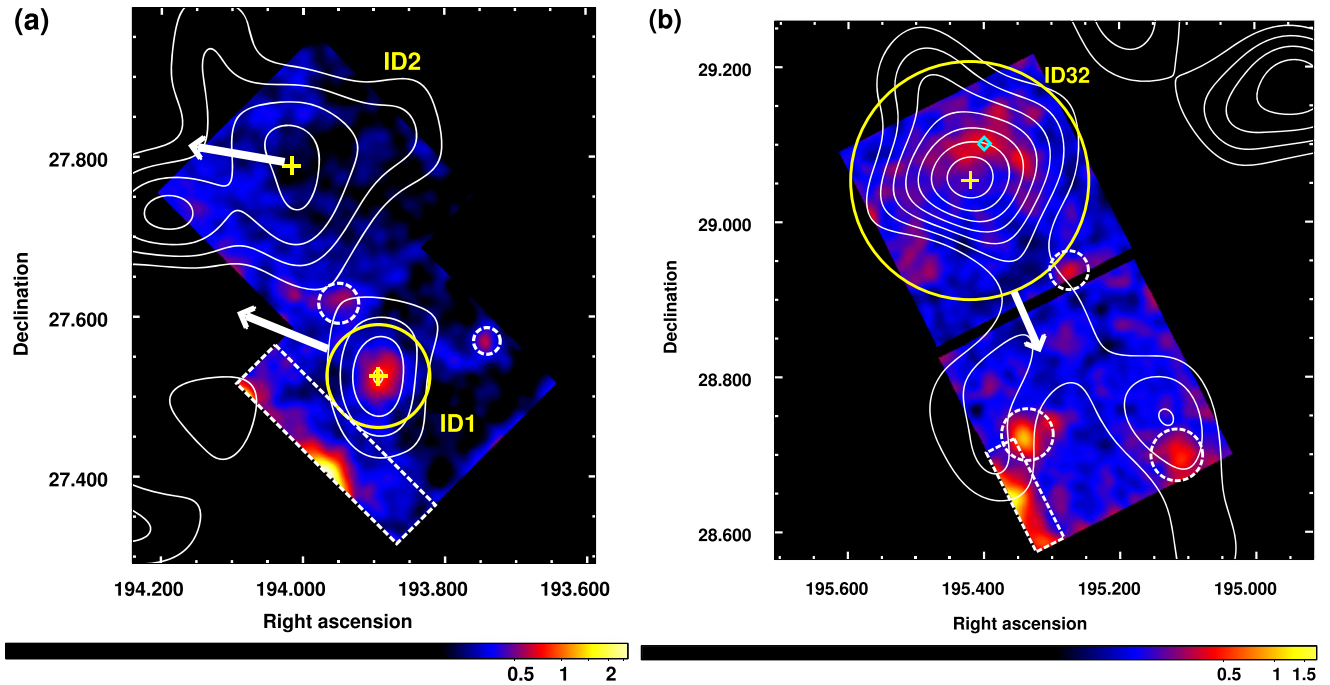 (a)
ID2
27.800
27.600
27.400
ID1
Declination
194.200 194.000 193.800 193.600
Right ascension
0.5 1 2
(b)
ID32
29.200
29.000
28.800
28.600
Declination
195.600 195.400 195.200 195.000
Right ascension
0.5 1 1.5